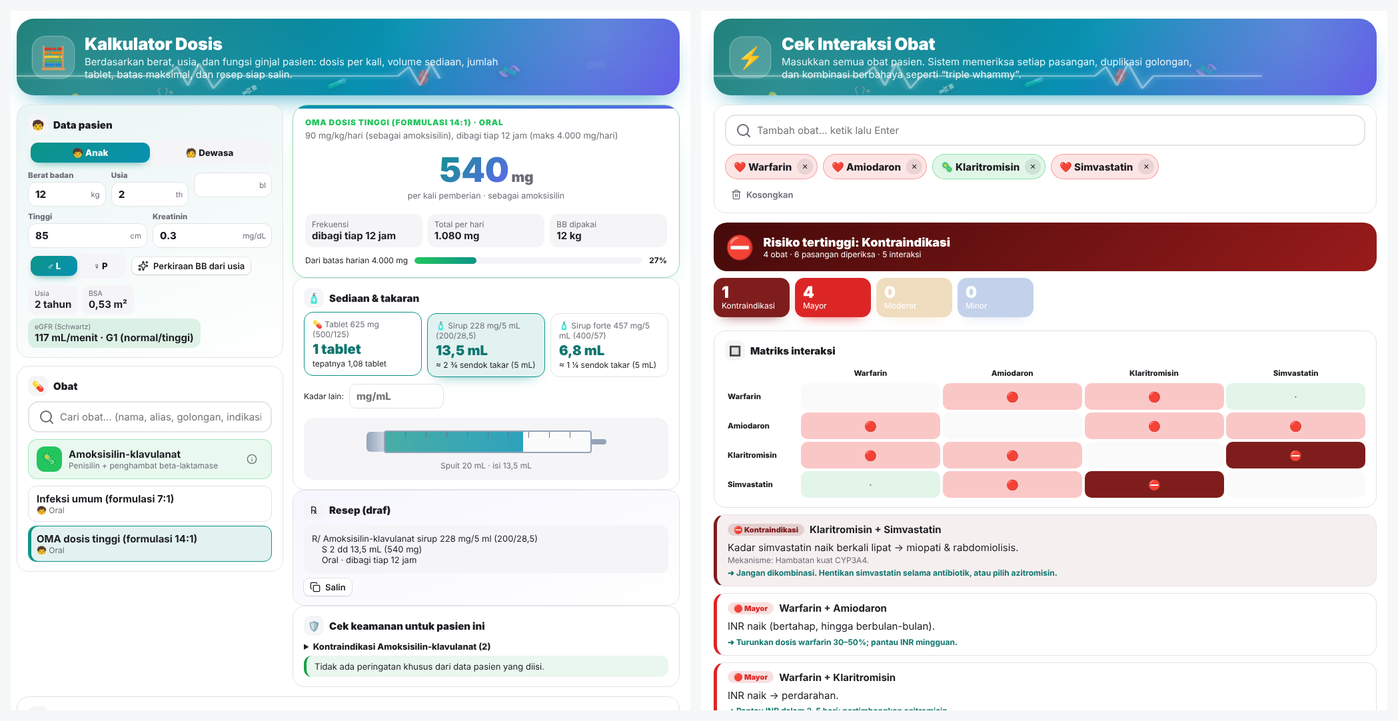 Kalkulator Dosis
Berdasarkan berat, usia, dan fungsi ginjal pasien: dosis per kali, volume sediaan, jumlah
tablet, batas maksimal, dan resep siap salin.
Data pasien
Anak
Dewasa
Berat badan
Usia
12 kg
2 th
bl
Tinggi
Kreatinin
85 cm
0.3 mg/dL
♂ L
♀ P
Perkiraan BB dari usia
Usia
2 tahun
BSA
0,53 m²
eGFR (Schwartz)
117 mL/menit · G1 (normal/tinggi)
Obat
Cari obat... (nama, alias, golongan, indikasi
Amoksisilin-klavulanat
Penisilin + penghambat beta-laktamase
Infeksi umum (formulasi 7:1)
Oral
OMA dosis tinggi (formulasi 14:1)
Oral
OMA DOSIS TINGGI (FORMULASI 14:1) · ORAL
90 mg/kg/hari (sebagai amoksisilin), dibagi tiap 12 jam (maks 4.000 mg/hari)
540 mg
per kali pemberian · sebagai amoksisilin
Frekuensi
dibagi tiap 12 jam
Total per hari
1.080 mg
BB dipakai
12 kg
Dari batas harian 4.000 mg
27%
Sediaan & takaran
Tablet 625 mg
(500/125)
1 tablet
tepatnya 1,08 tablet
Sirup 228 mg/5 mL
(200/28,5)
13,5 mL
≈ 2 ¾ sendok takar (5 mL)
Sirup forte 457 mg/5
mL (400/57)
6,8 mL
≈ 1 ¼ sendok takar (5 mL)
Kadar lain:
mg/mL
Spuit 20 mL · isi 13,5 mL
℞ Resep (draf)
R/ Amoksisilin-klavulanat sirup 228 mg/5 ml (200/28,5)
S 2 dd 13,5 mL (540 mg)
Oral · dibagi tiap 12 jam
Salin
Cek keamanan untuk pasien ini
▸ Kontraindikasi Amoksisilin-klavulanat (2)
Tidak ada peringatan khusus dari data pasien yang diisi.
Cek Interaksi Obat
Masukkan semua obat pasien. Sistem memeriksa setiap pasangan, duplikasi golongan,
dan kombinasi berbahaya seperti “triple whammy”.
Tambah obat... ketik lalu Enter
Warfarin ×
Amiodaron ×
Klaritromisin ×
Simvastatin ×
Kosongkan
Risiko tertinggi: Kontraindikasi
4 obat · 6 pasangan diperiksa · 5 interaksi
1
Kontraindikasi
4
Mayor
0
Moderat
0
Minor
Matriks interaksi
Warfarin
Amiodaron
Klaritromisin
Simvastatin
Warfarin
·
Amiodaron
Klaritromisin
Simvastatin
·
Kontraindikasi Klaritromisin + Simvastatin
Kadar simvastatin naik berkali lipat → miopati & rabdomiolisis.
Mekanisme: Hambatan kuat CYP3A4.
➔ Jangan dikombinasi. Hentikan simvastatin selama antibiotik, atau pilih azitromisin.
Mayor Warfarin + Amiodaron
INR naik (bertahap, hingga berbulan-bulan).
➔ Turunkan dosis warfarin 30–50%; pantau INR mingguan.
Mayor Warfarin + Klaritromisin
INR naik → perdarahan.